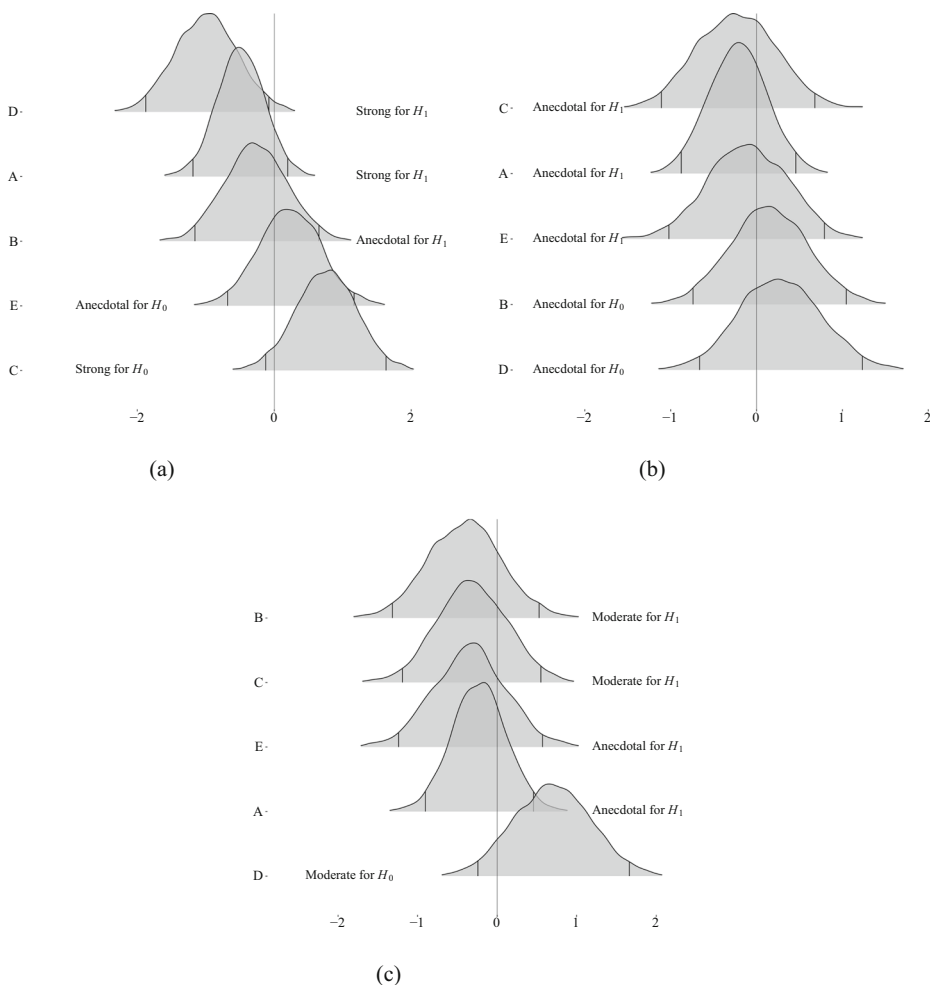 D- Strong for H₁
A- Strong for H₁
B- Anecdotal for H₁
E- Anecdotal for H₀
C- Strong for H₀
−2 0 2
(a)
C- Anecdotal for H₁
A- Anecdotal for H₁
E- Anecdotal for H₁
B- Anecdotal for H₀
D- Anecdotal for H₀
−2 −1 0 1 2
(b)
B- Moderate for H₁
C- Moderate for H₁
E- Anecdotal for H₁
A- Anecdotal for H₁
D- Moderate for H₀
−2 −1 0 1 2
(c)